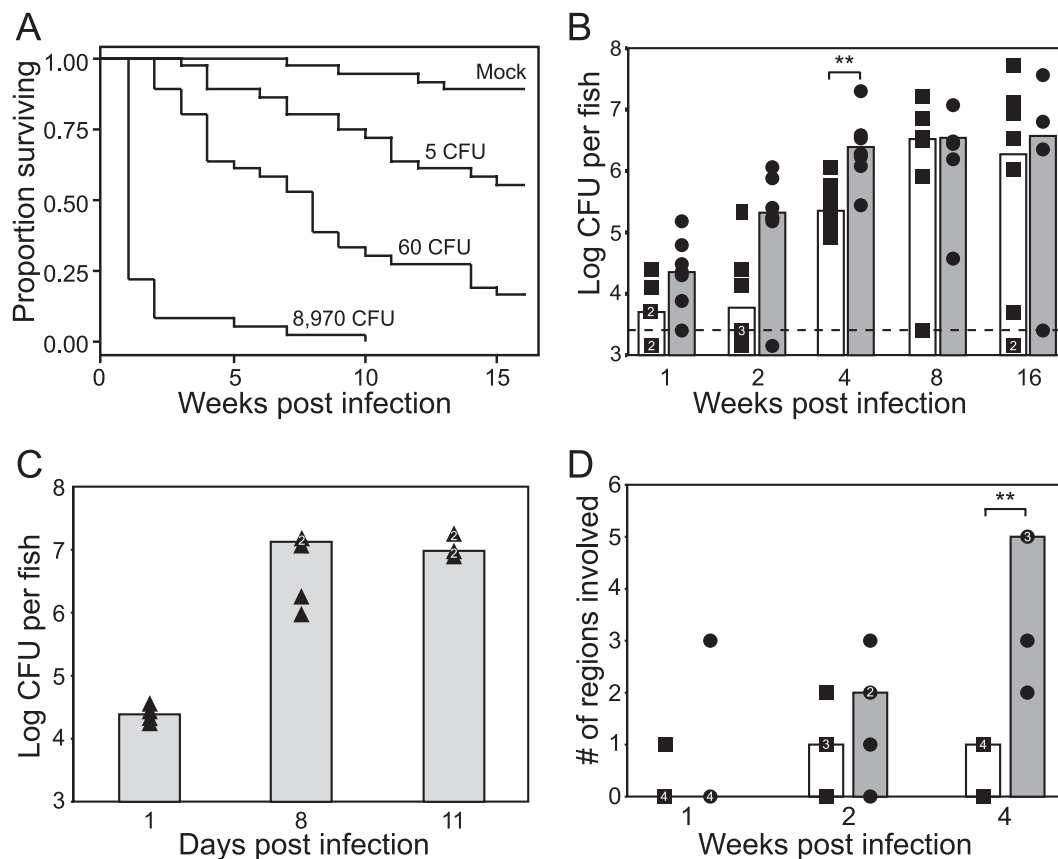 A
Proportion surviving
1.00
0.75
0.50
0.25
0.00
Mock
5 CFU
60 CFU
8,970 CFU
0 5 10 15
Weeks post infection
B
Log CFU per fish
8
7
6
5
4
3
**
2
2
3
2
1 2 4 8 16
Weeks post infection
C
Log CFU per fish
8
7
6
5
4
3
2
2
2
1 8 11
Days post infection
D
# of regions involved
6
5
4
3
2
1
0
**
3
2
3
4
4 4
1 2 4
Weeks post infection